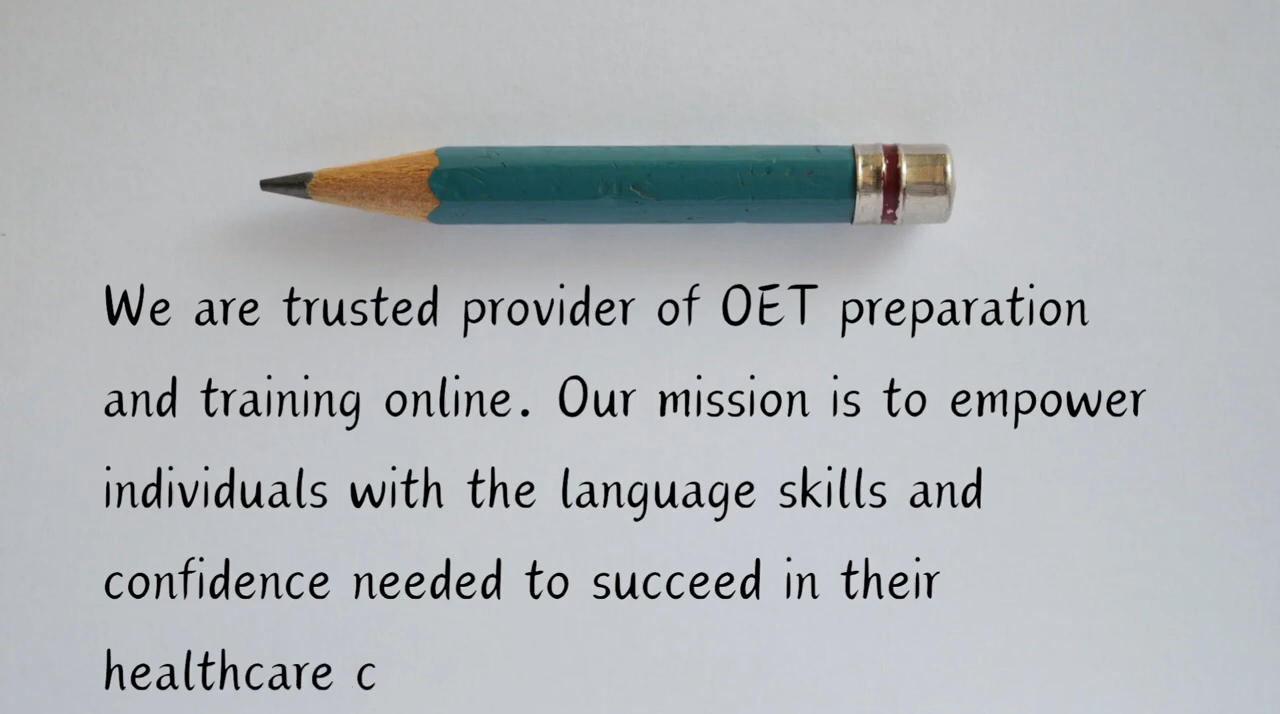 We are trusted provider of OET preparation
and training online. Our mission is to empower
individuals with the language skills and
confidence needed to succeed in their
healthcare c